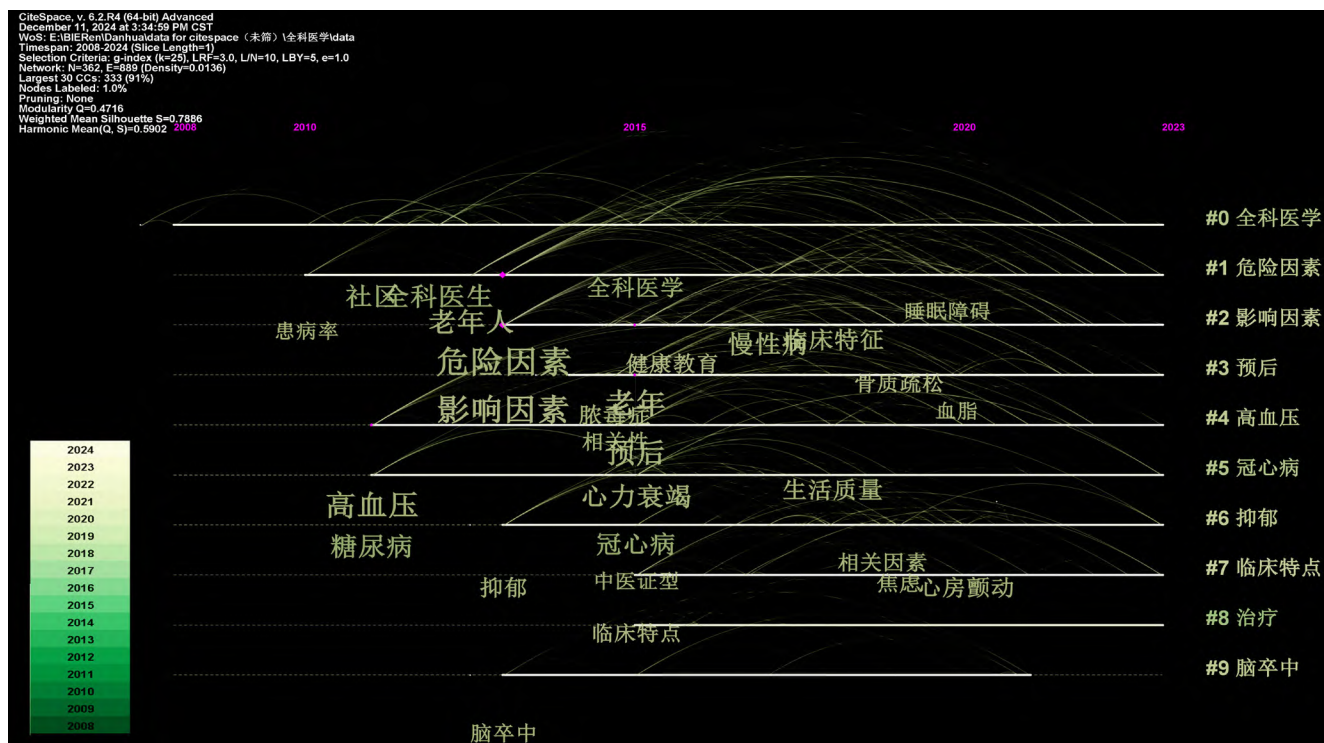 CiteSpace, v. 6.2.R4 (64-bit) Advanced
December 11, 2024 at 3:34:59 PM CST
WoS: E:\BIERen\Danhua\data for citespace（未筛）\全科医学\data
Timespan: 2008-2024 (Slice Length=1)
Selection Criteria: g-index (k=25), LRF=3.0, L/N=10, LBY=5, e=1.0
Network: N=362, E=889 (Density=0.0136)
Largest 30 CCs: 333 (91%)
Nodes Labeled: 1.0%
Pruning: None
Modularity Q=0.4716
Weighted Mean Silhouette S=0.7886
Harmonic Mean(Q, S)=0.5902
2008 2010 2015 2020 2023
#0 全科医学
#1 危险因素
社区 全科医生 全科医学
老年人 睡眠障碍 #2 影响因素
患病率
慢性病 临床特征
危险因素 健康教育 #3 预后
骨质疏松
影响因素 老年 血脂 #4 高血压
脓毒症
相关性
预后 #5 冠心病
高血压 心力衰竭 生活质量
#6 抑郁
糖尿病 冠心病
相关因素 #7 临床特点
抑郁 中医证型 焦虑 心房颤动
#8 治疗
临床特点
#9 脑卒中
脑卒中
2024
2023
2022
2021
2020
2019
2018
2017
2016
2015
2014
2013
2012
2011
2010
2009
2008